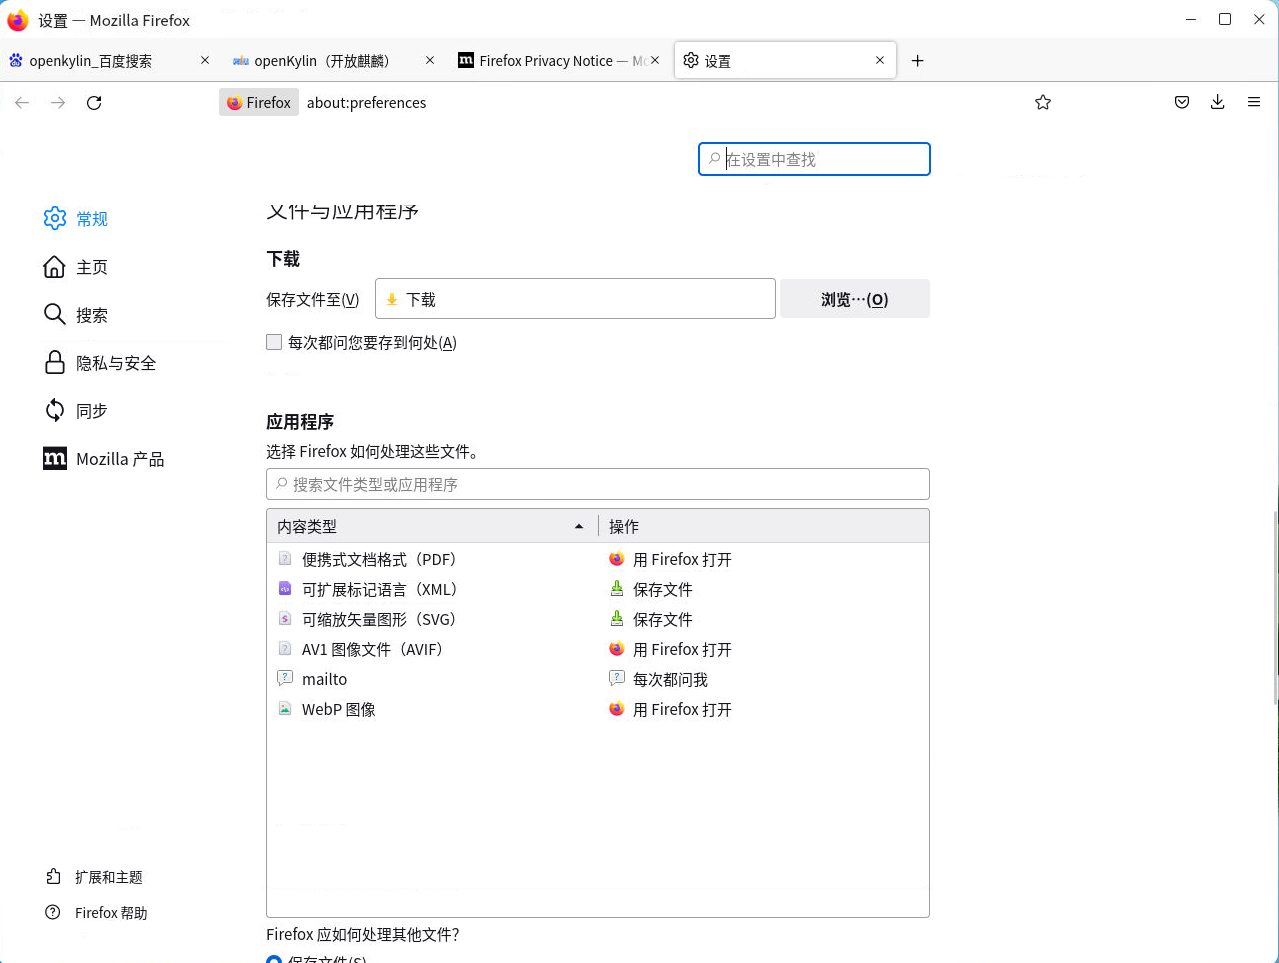 设置 — Mozilla Firefox
openkylin_百度搜索
openKylin（开放麒麟）
Firefox Privacy Notice — Mo
设置
Firefox about:preferences
在设置中查找
常规
主页
搜索
隐私与安全
同步
Mozilla 产品
扩展和主题
Firefox 帮助
文件与应用程序
下载
保存文件至(V) 下载 浏览…(O)
每次都问您要存到何处(A)
应用程序
选择 Firefox 如何处理这些文件。
搜索文件类型或应用程序
内容类型 操作
便携式文档格式（PDF） 用 Firefox 打开
可扩展标记语言（XML） 保存文件
可缩放矢量图形（SVG） 保存文件
AV1 图像文件（AVIF） 用 Firefox 打开
mailto 每次都问我
WebP 图像 用 Firefox 打开
Firefox 应如何处理其他文件？
保存文件(S)